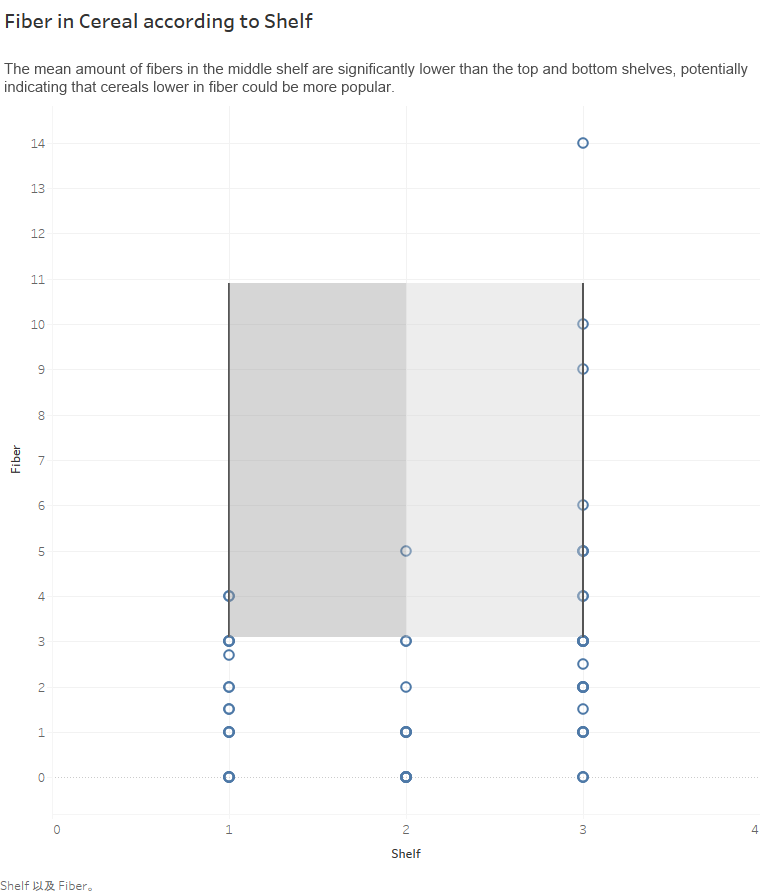 Fiber in Cereal according to Shelf
The mean amount of fibers in the middle shelf are significantly lower than the top and bottom shelves, potentially
indicating that cereals lower in fiber could be more popular.
14
13
12
11
10
9
8
7
6
5
4
3
2
1
0
Fiber
0 1 2 3 4
Shelf
Shelf 以及 Fiber。